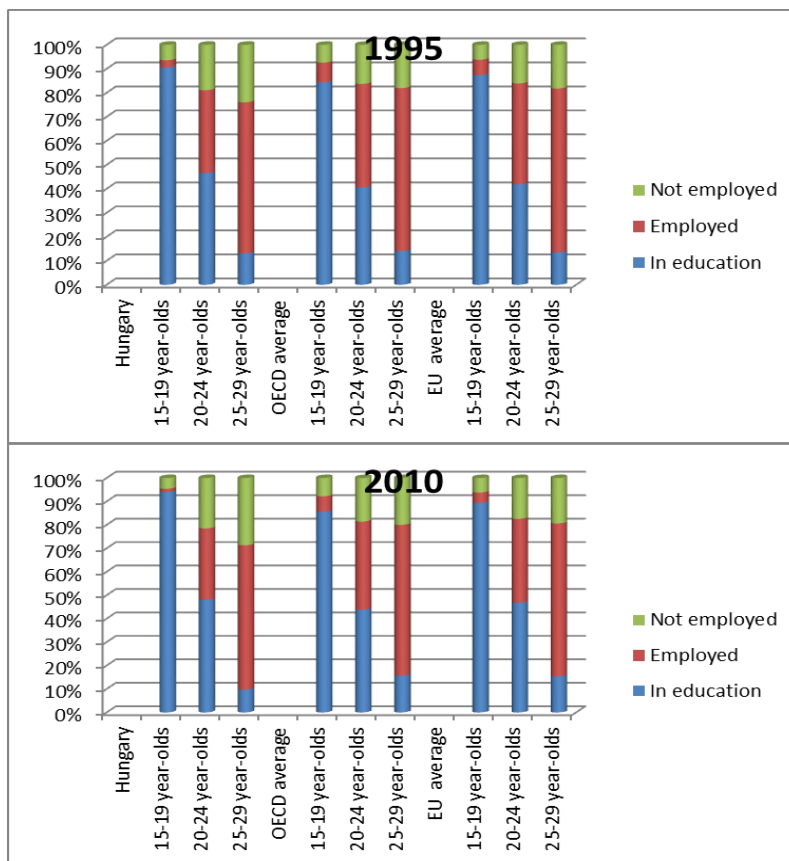 1995
100%
90%
80%
70%
60%
50%
40%
30%
20%
10%
0%
Hungary
15-19 year-olds
20-24 year-olds
25-29 year-olds
OECD average
15-19 year-olds
20-24 year-olds
25-29 year-olds
EU average
15-19 year-olds
20-24 year-olds
25-29 year-olds
Not employed
Employed
In education
2010
100%
90%
80%
70%
60%
50%
40%
30%
20%
10%
0%
Hungary
15-19 year-olds
20-24 year-olds
25-29 year-olds
OECD average
15-19 year-olds
20-24 year-olds
25-29 year-olds
EU average
15-19 year-olds
20-24 year-olds
25-29 year-olds
Not employed
Employed
In education